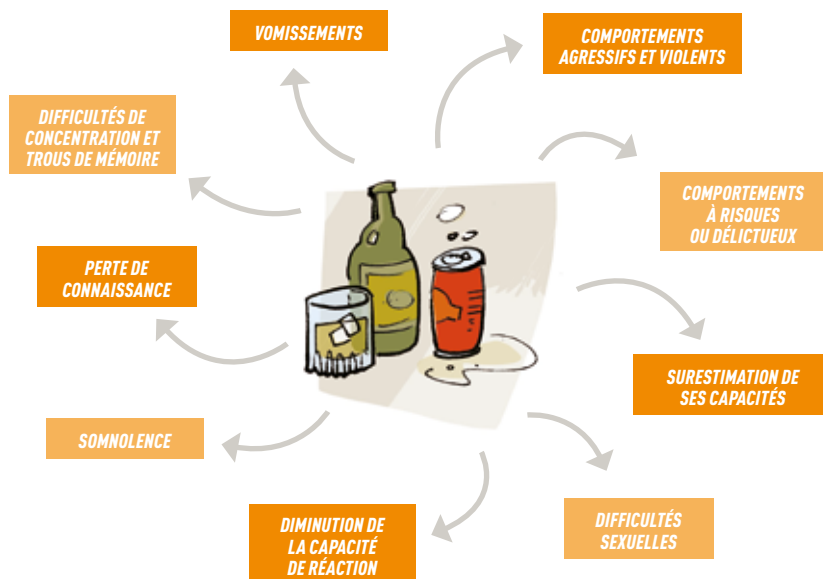 VOMISSEMENTS
COMPORTEMENTS
AGRESSIFS ET VIOLENTS
DIFFICULTÉS DE
CONCENTRATION ET
TROUS DE MÉMOIRE
COMPORTEMENTS
À RISQUES
OU DÉLICTUEUX
PERTE DE
CONNAISSANCE
SURESTIMATION DE
SES CAPACITÉS
SOMNOLENCE
DIMINUTION DE
LA CAPACITÉ
DE RÉACTION
DIFFICULTÉS
SEXUELLES